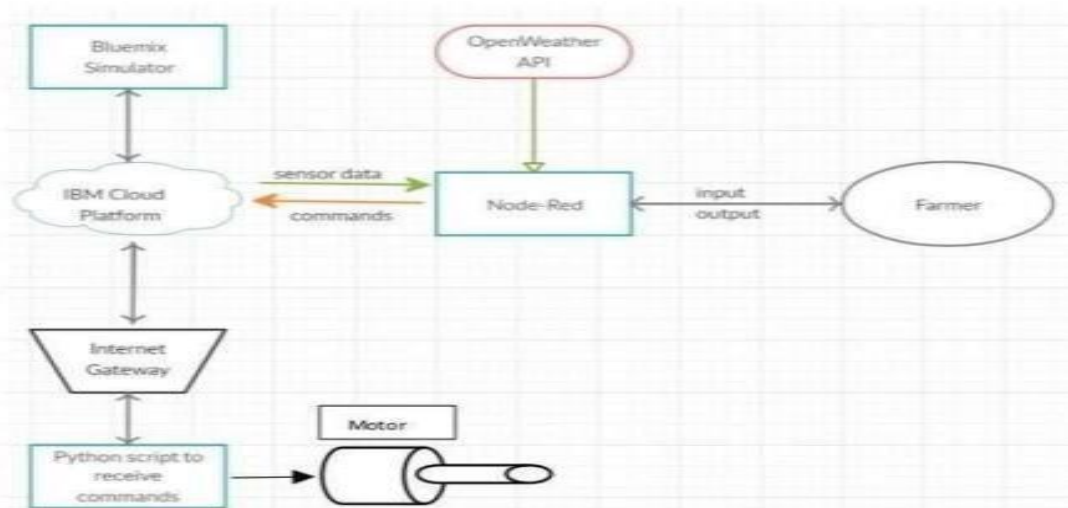 Bluemix
Simulator
OpenWeather
API
IBM Cloud
Platform
sensor data
commands
Node-Red
input
output
Farmer
Internet
Gateway
Motor
Python script to
receive
commands